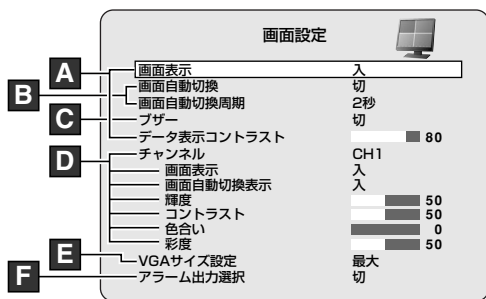 画面設定
A
画面表示 入
B
画面自動切換 切
画面自動切換周期 2秒
C
ブザー 切
データ表示コントラスト 80
D
チャンネル CH1
画面表示 入
画面自動切換表示 入
輝度 50
コントラスト 50
色合い 0
彩度 50
E
VGAサイズ設定 最大
F
アラーム出力選択 切